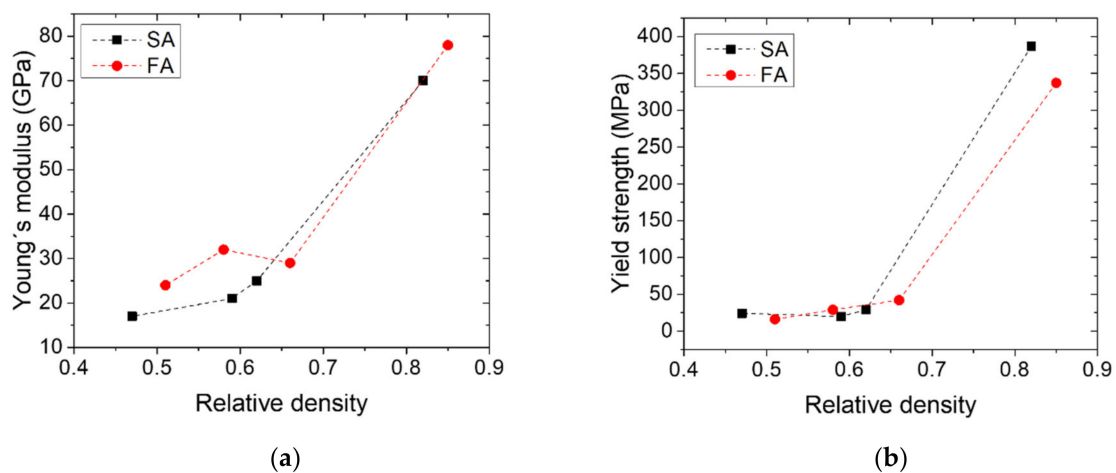 80
70
60
50
40
30
20
10
Young´s modulus (GPa)
SA
FA
0.4 0.5 0.6 0.7 0.8 0.9
Relative density
(a)
400
350
300
250
200
150
100
50
0
Yield strength (MPa)
SA
FA
0.4 0.5 0.6 0.7 0.8 0.9
Relative density
(b)